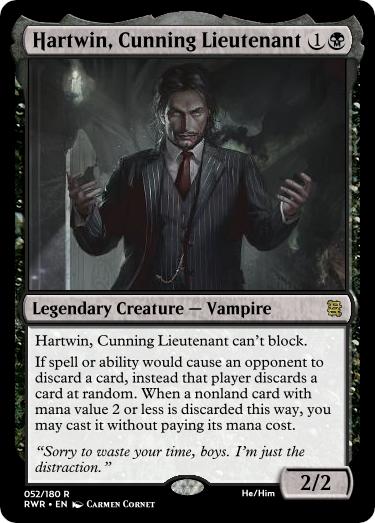 Hartwin, Cunning Lieutenant 1
Legendary Creature — Vampire
Hartwin, Cunning Lieutenant can't block.
If spell or ability would cause an opponent to
discard a card, instead that player discards a
card at random. When a nonland card with
mana value 2 or less is discarded this way, you
may cast it without paying its mana cost.
“Sorry to waste your time, boys. I'm just the
distraction.”
2/2
052/180 R
RWR • EN Carmen Cornet
He/Him